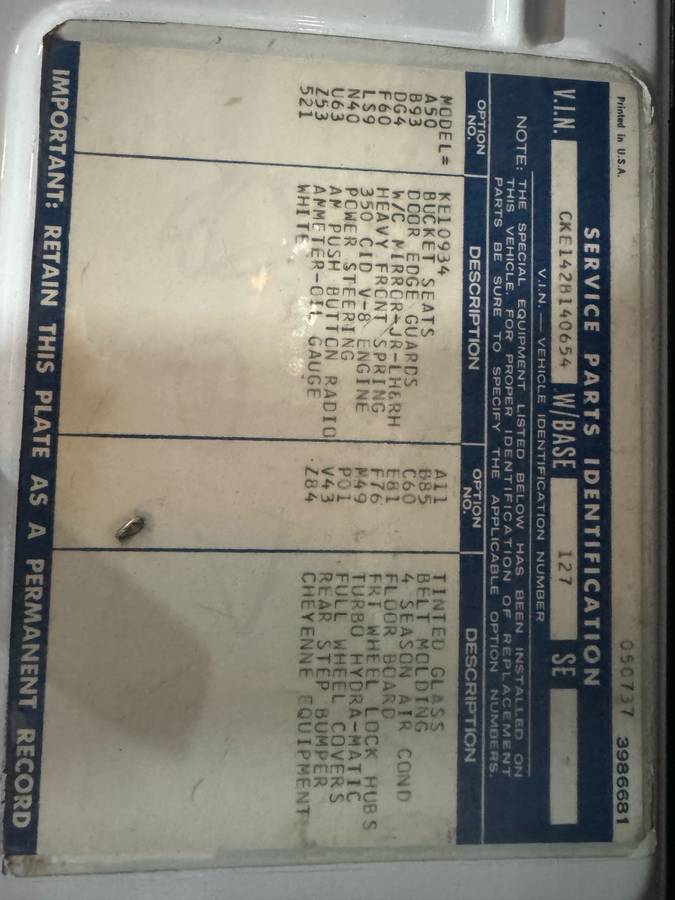 Printed in U.S.A.
050737 3986681
SERVICE PARTS IDENTIFICATION
V.I.N. CKE142B140654 W/BASE 127 SE
V.I.N. — VEHICLE IDENTIFICATION NUMBER
NOTE: THE SPECIAL EQUIPMENT LISTED BELOW HAS BEEN INSTALLED ON
THIS VEHICLE. FOR PROPER IDENTIFICATION OF REPLACEMENT
PARTS BE SURE TO SPECIFY THE APPLICABLE OPTION NUMBERS.
OPTION NO. DESCRIPTION OPTION NO. DESCRIPTION
MODEL= KE10934 A11 TINTED GLASS
A50 BUCKET SEATS B85 BELT MOLDING
B93 DOOR EDGE GUARDS C60 4 SEASON AIR COND
DG4 W/C MIRROR-JR-LH&RH E81 FLOOR BOARD
F60 HEAVY FRONT SPRING F76 FRT WHEEL LOCK HUBS
LS9 350 CID V-8 ENGINE M49 TURBO HYDRA-MATIC
N40 POWER STEERING P01 FULL WHEEL COVERS
U63 AM PUSH BUTTON RADIO V43 REAR STEP BUMPER
Z53 AMMETER-OIL GAUGE Z84 CHEYENNE EQUIPMENT
521 WHITE
IMPORTANT: RETAIN THIS PLATE AS A PERMANENT RECORD